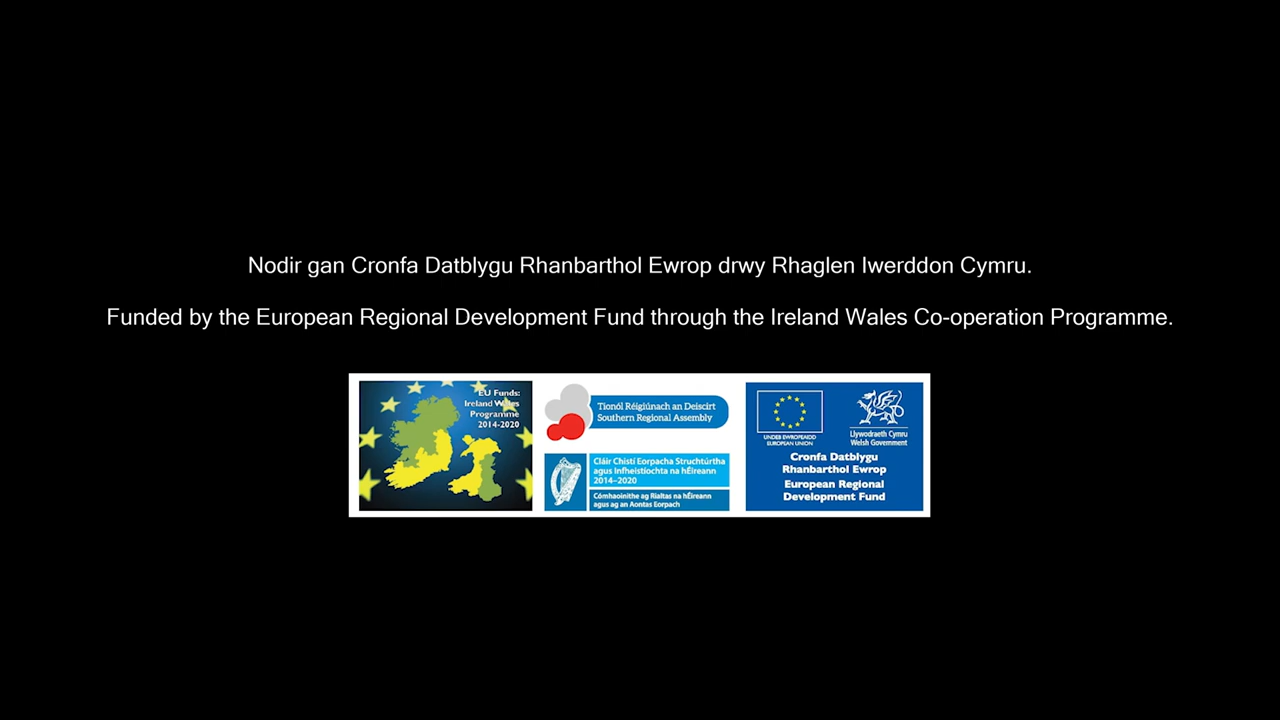 Nodir gan Cronfa Datblygu Rhanbarthol Ewrop drwy Rhaglen Iwerddon Cymru.
Funded by the European Regional Development Fund through the Ireland Wales Co-operation Programme.
EU Funds:
Ireland Wales
Programme
2014-2020
Tionól Réigiúnach an Deiscirt
Southern Regional Assembly
Cláir Chistí Eorpacha Struchtúrtha
agus Infheistíochta na hÉireann
2014–2020
Cómhaoinithe ag Rialtas na hÉireann
agus ag an Aontas Eorpach
UNDEB EWROPEAIDD
EUROPEAN UNION
Llywodraeth Cymru
Welsh Government
Cronfa Datblygu
Rhanbarthol Ewrop
European Regional
Development Fund